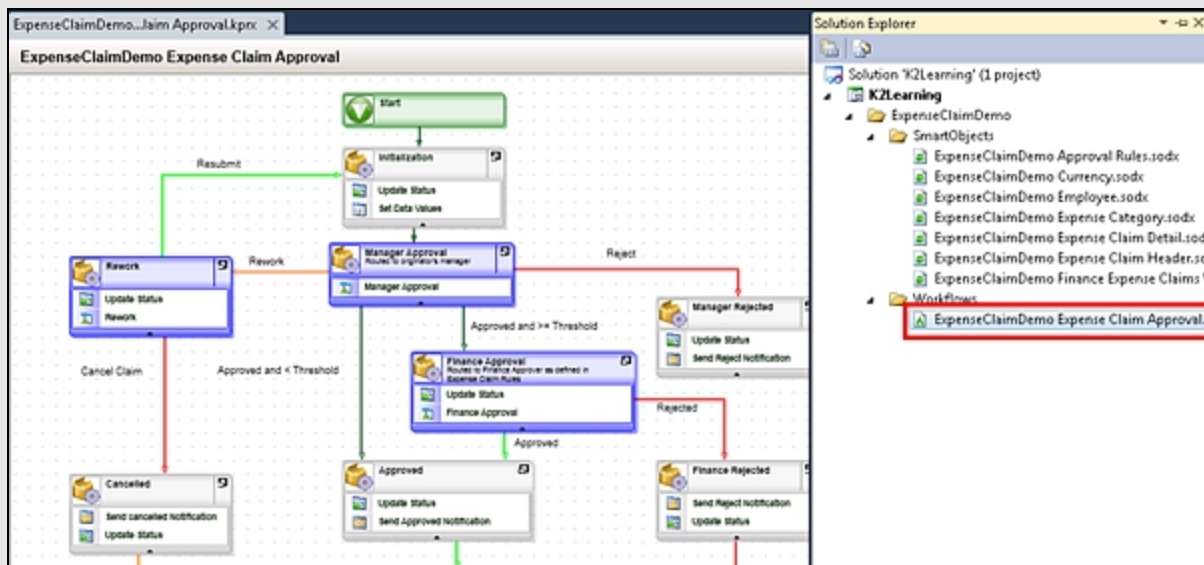 ExpenseClaimDemo...laim Approval.kprx
ExpenseClaimDemo Expense Claim Approval
Start
Initialization
Update Status
Set Data Values
Resubmit
Rework
Update Status
Rework
Rework
Manager Approval
Routed to originator's manager
Manager Approval
Reject
Manager Rejected
Update Status
Send Reject Notification
Approved and >= Threshold
Cancel Claim
Approved and < Threshold
Finance Approval
Routed to Finance Approver as defined in
Expense Claim Rules
Update Status
Finance Approval
Rejected
Approved
Cancelled
Send cancelled Notification
Update Status
Approved
Update Status
Send Approved Notification
Finance Rejected
Send Reject Notification
Update Status
Solution Explorer
Solution 'K2Learning' (1 project)
K2Learning
ExpenseClaimDemo
SmartObjects
ExpenseClaimDemo Approval Rules.sodx
ExpenseClaimDemo Currency.sodx
ExpenseClaimDemo Employee.sodx
ExpenseClaimDemo Expense Category.sodx
ExpenseClaimDemo Expense Claim Detail.sod
ExpenseClaimDemo Expense Claim Header.so
ExpenseClaimDemo Finance Expense Claims
Workflows
ExpenseClaimDemo Expense Claim Approval.